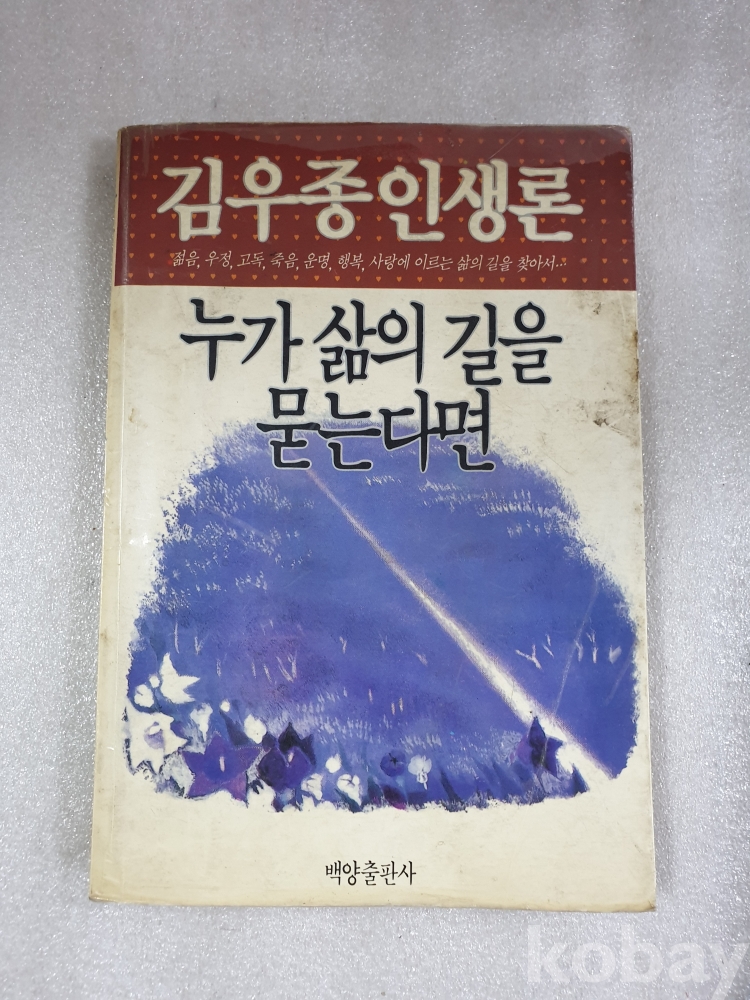 김우종 인생론
젊음, 우정, 고독, 죽음, 운명, 행복, 사랑에 이르는 삶의 길을 찾아서...
누가 삶의 길을
묻는다면
백양출판사
kobay